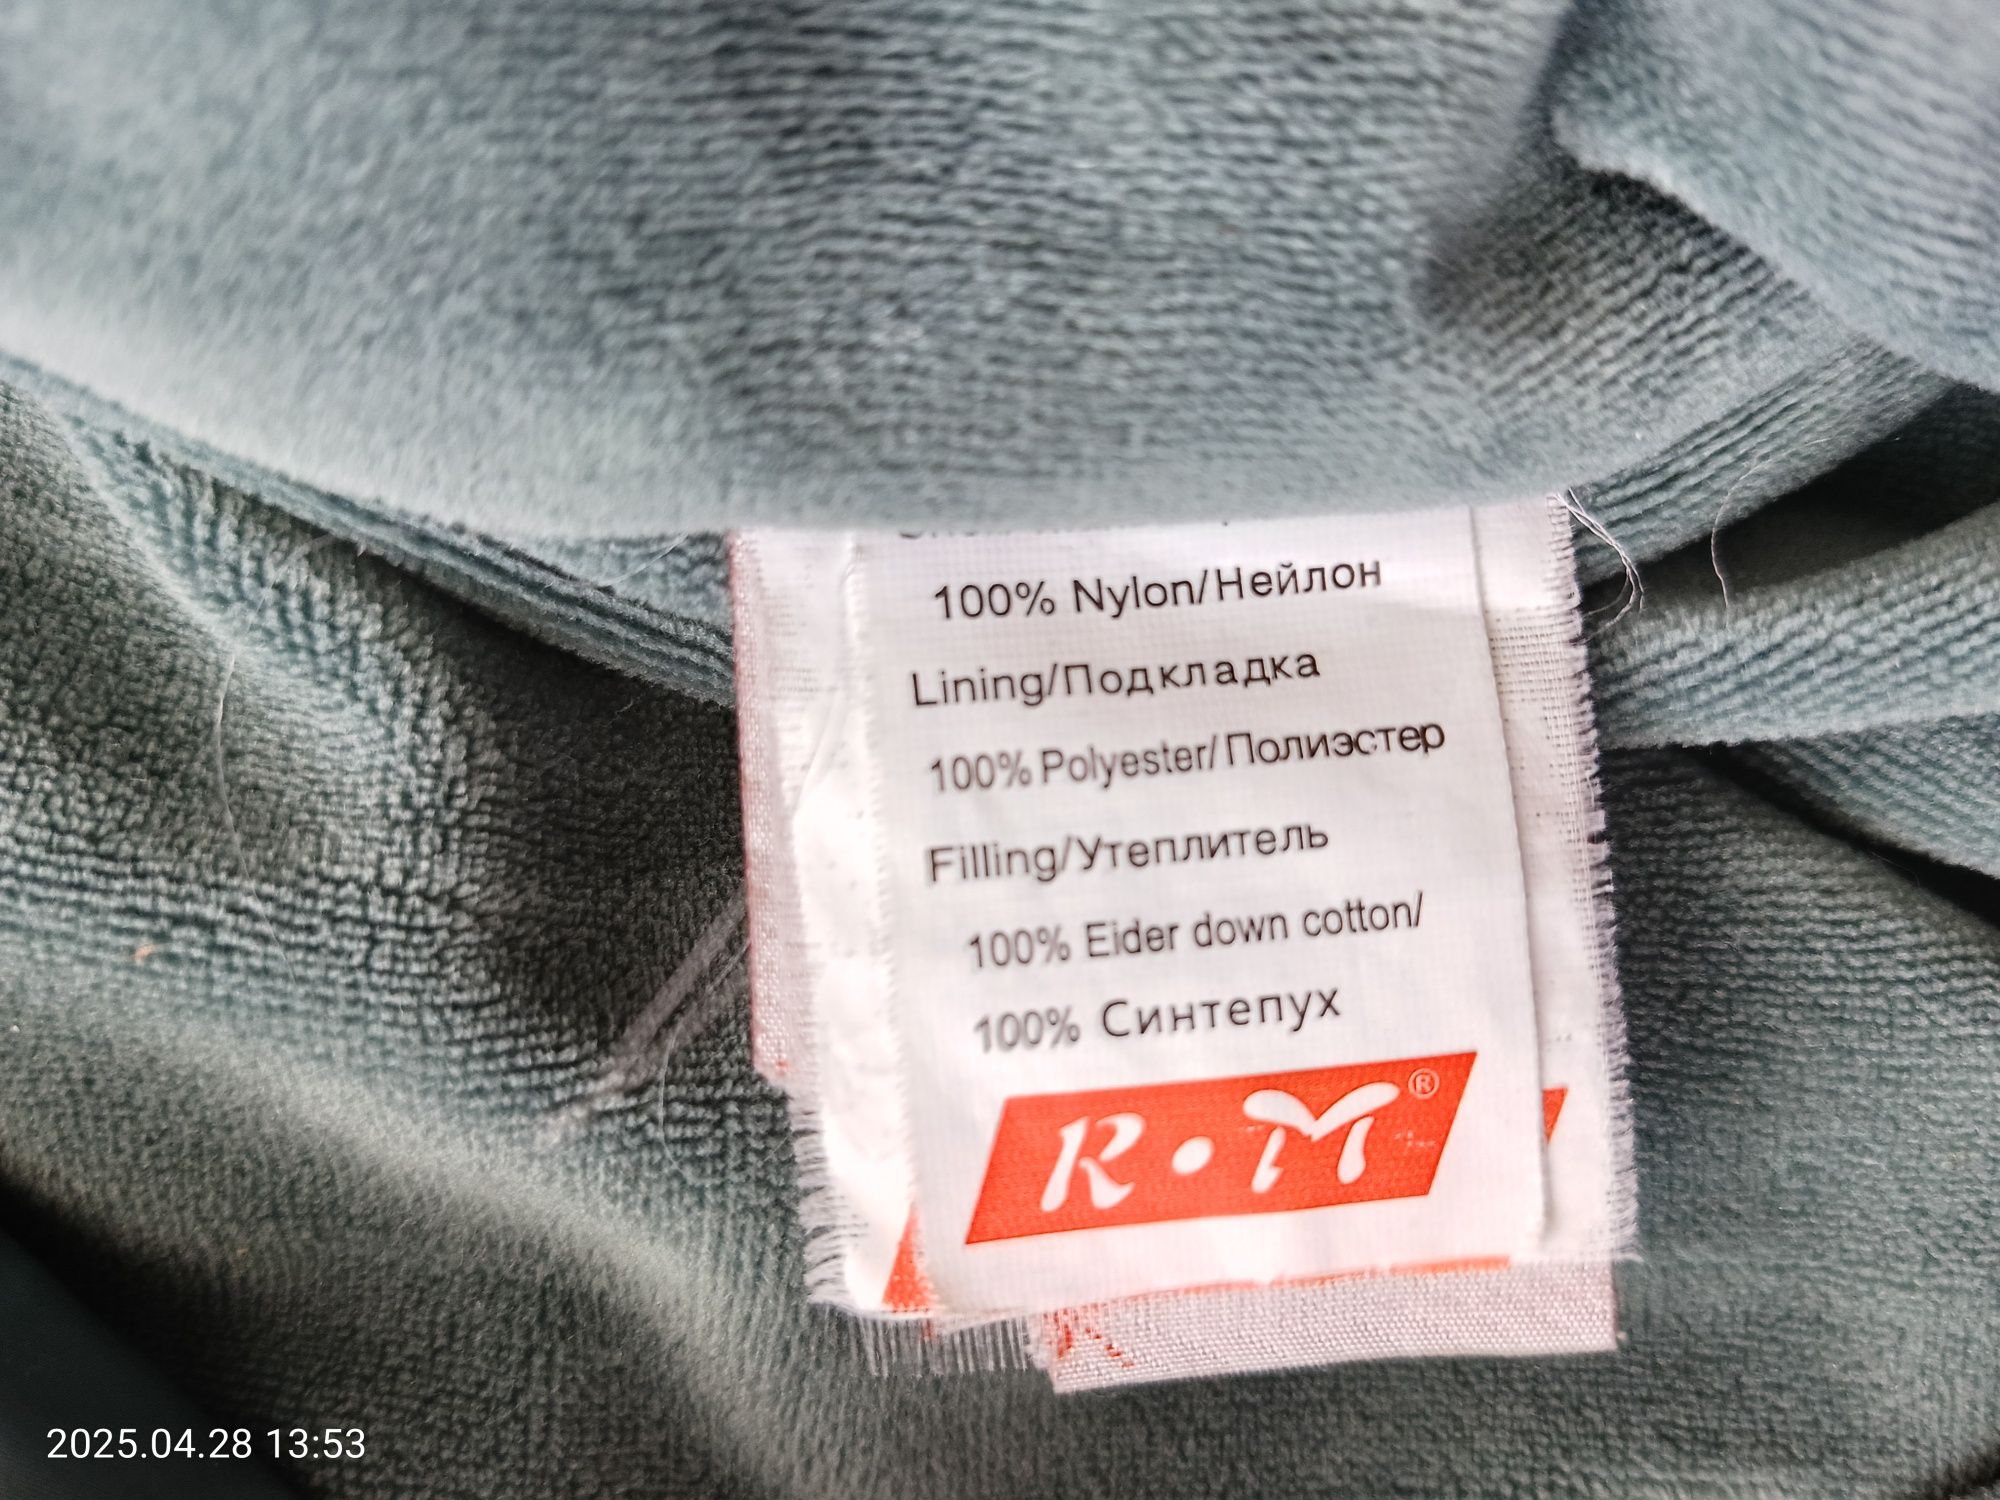 100% Nylon/Нейлон
Lining/Подкладка
100% Polyester/Полиэстер
Filling/Утеплитель
100% Eider down cotton/
100% Синтепух
R·M®
2025.04.28 13:53